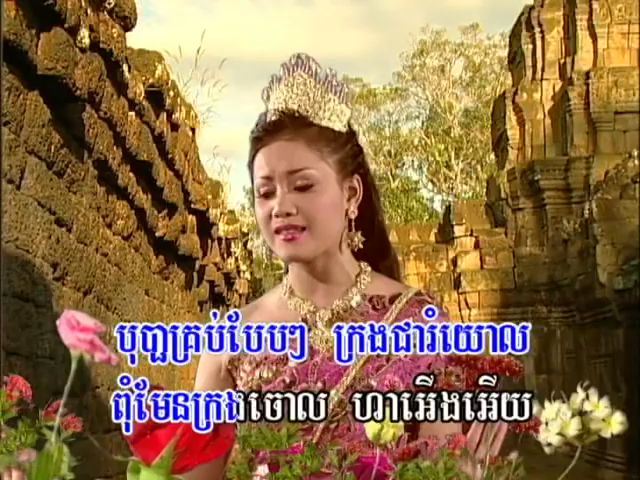 បុប្ផាគ្រប់បែបៗ ក្រងជារំយោល
ពុំមែនក្រងចោល ហាអើងអើយ